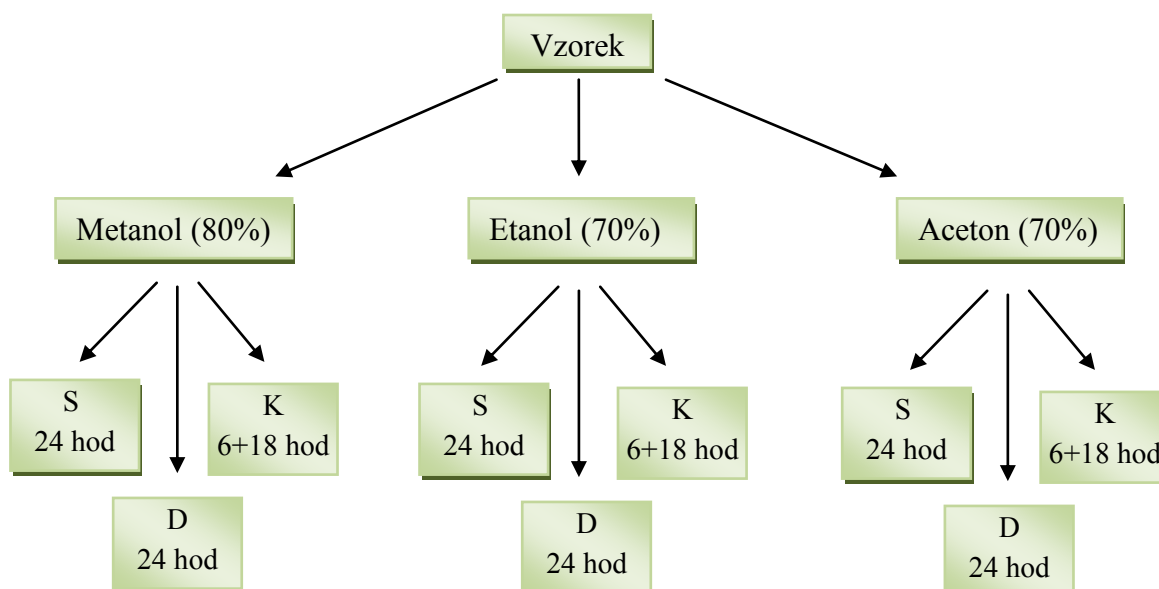 Vzorek
Metanol (80%)
Etanol (70%)
Aceton (70%)
S
24 hod
K
6+18 hod
D
24 hod
S
24 hod
K
6+18 hod
D
24 hod
S
24 hod
K
6+18 hod
D
24 hod